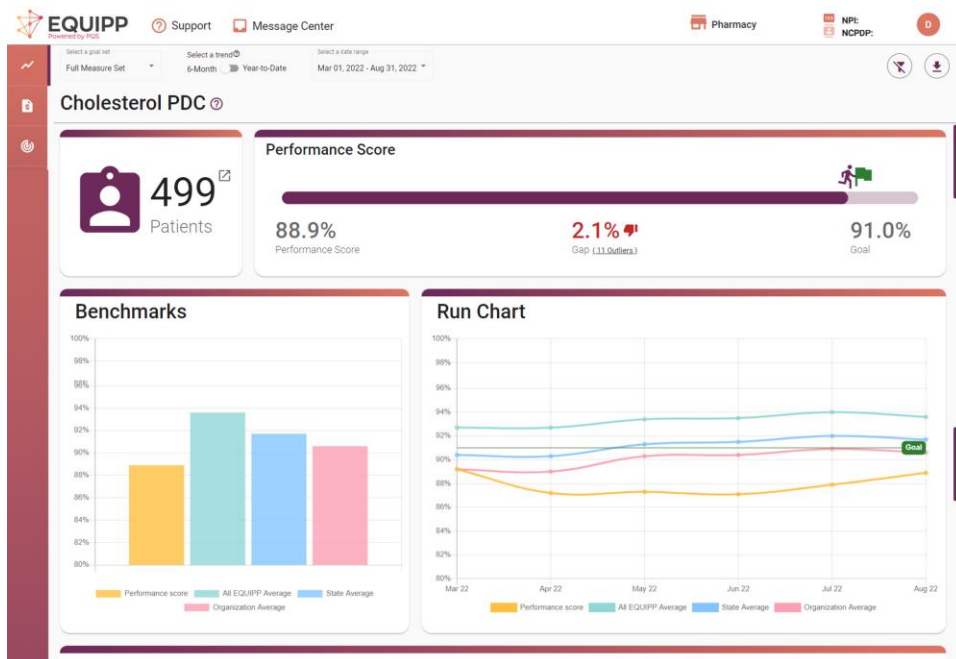 EQUIPP
Powered by PQS
Support
Message Center
Pharmacy
NPI:
NCPDP:
D
Select a goal set
Full Measure Set
Select a trend
6-Month
Year-to-Date
Select a date range
Mar 01, 2022 - Aug 31, 2022
Cholesterol PDC
499
Patients
Performance Score
88.9%
Performance Score
2.1%
Gap (11 Outliers)
91.0%
Goal
Benchmarks
100%
98%
96%
94%
92%
90%
88%
86%
84%
82%
80%
Performance score
All EQUIPP Average
State Average
Organization Average
Run Chart
100%
98%
96%
94%
92%
90%
88%
86%
84%
82%
80%
Goal
Mar 22
Apr 22
May 22
Jun 22
Jul 22
Aug 22
Performance score
All EQUIPP Average
State Average
Organization Average